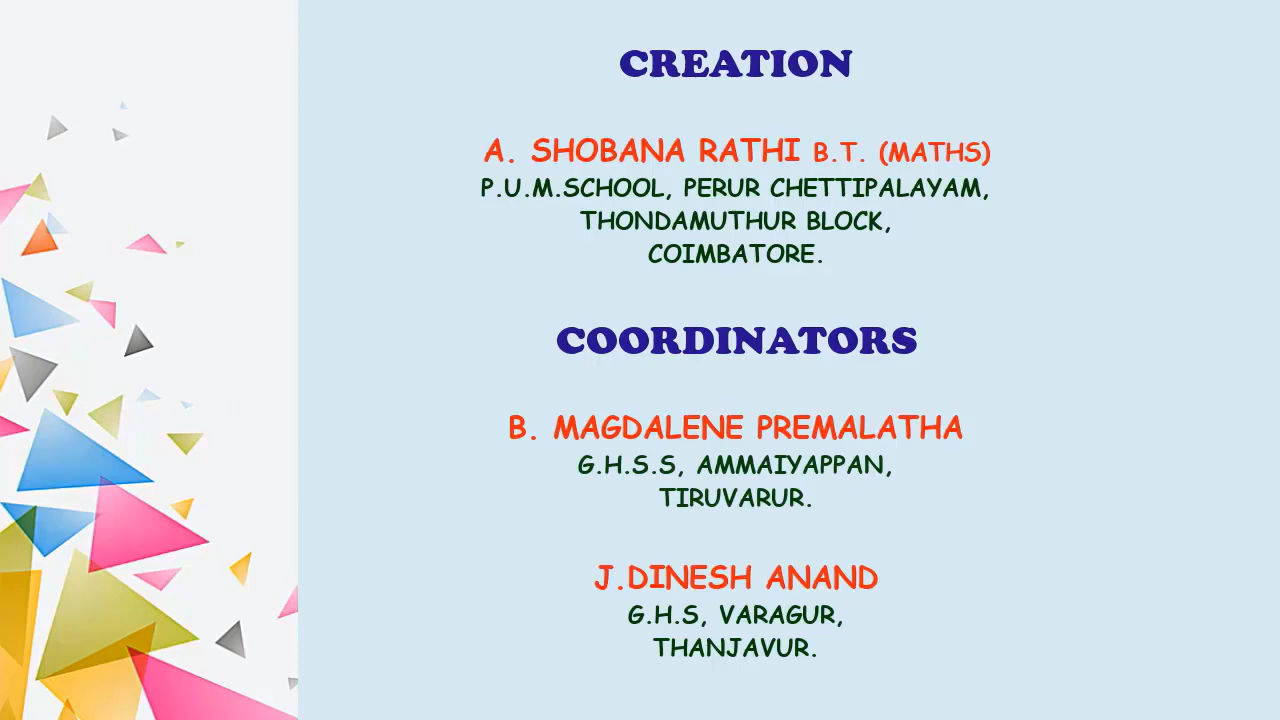 CREATION
A. SHOBANA RATHI B.T. (MATHS)
P.U.M.SCHOOL, PERUR CHETTIPALAYAM,
THONDAMUTHUR BLOCK,
COIMBATORE.
COORDINATORS
B. MAGDALENE PREMALATHA
G.H.S.S, AMMAIYAPPAN,
TIRUVARUR.
J.DINESH ANAND
G.H.S, VARAGUR,
THANJAVUR.